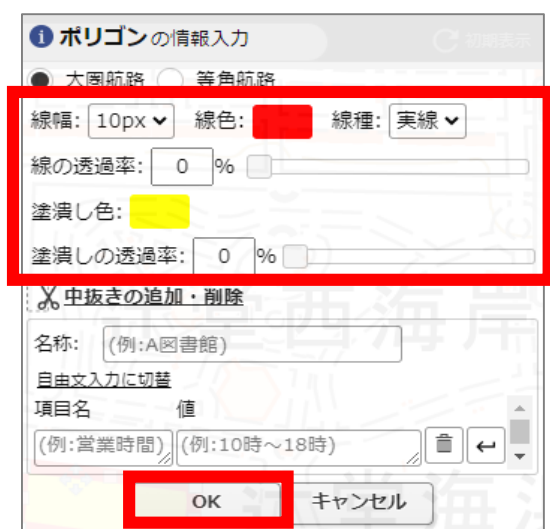 ポリゴンの情報入力 初期表示
大圏航路 等角航路
線幅: 10px 線色: 線種: 実線
線の透過率: 0 %
塗潰し色:
塗潰しの透過率: 0 %
中抜きの追加・削除
名称: (例:A図書館)
自由文入力に切替
項目名 値
(例:営業時間) (例:10時～18時)
OK キャンセル